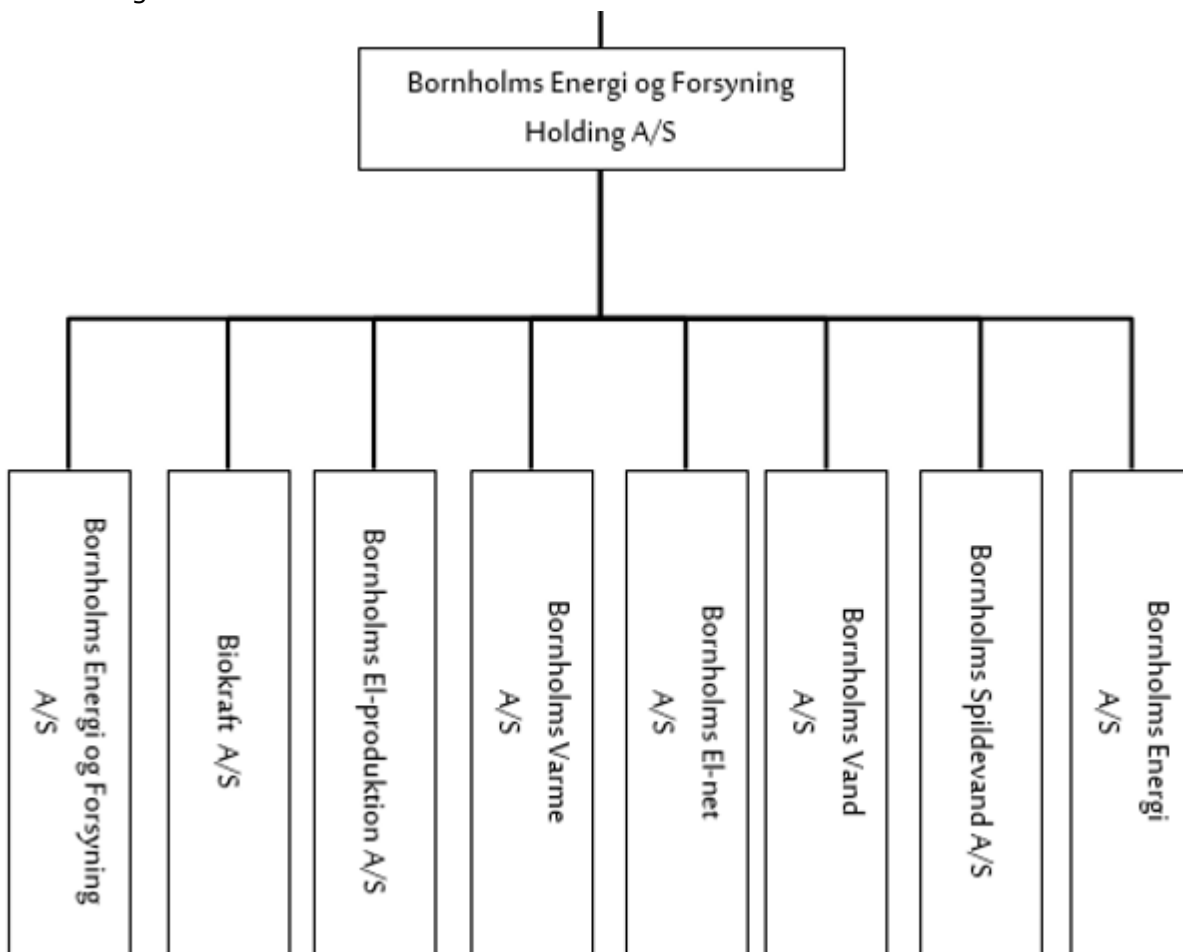 Bornholms Energi og Forsyning
Holding A/S
Bornholms Energi og Forsyning
A/S
Biokraft A/S
Bornholms El-produktion A/S
Bornholms Varme
A/S
Bornholms El-net
A/S
Bornholms Vand
A/S
Bornholms Spildevand A/S
Bornholms Energi
A/S